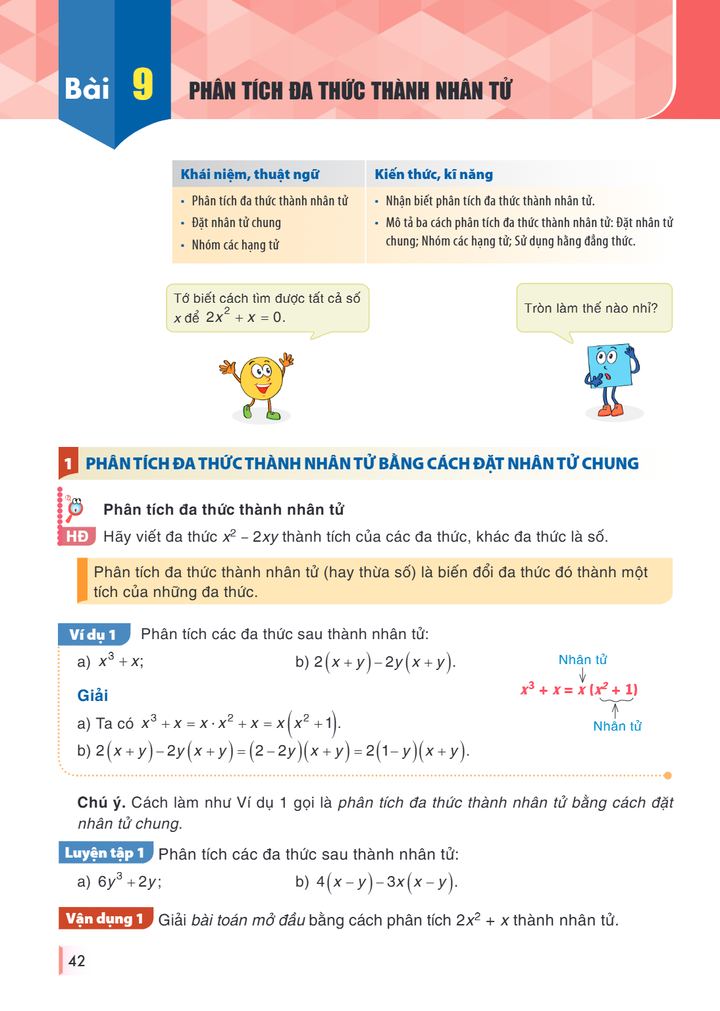 Bài 9 PHÂN TÍCH ĐA THỨC THÀNH NHÂN TỬ
Khái niệm, thuật ngữ
• Phân tích đa thức thành nhân tử
• Đặt nhân tử chung
• Nhóm các hạng tử
Kiến thức, kĩ năng
• Nhận biết phân tích đa thức thành nhân tử.
• Mô tả ba cách phân tích đa thức thành nhân tử: Đặt nhân tử
chung; Nhóm các hạng tử; Sử dụng hằng đẳng thức.
Tớ biết cách tìm được tất cả số
x để 2x² + x = 0.
Tròn làm thế nào nhỉ?
1 PHÂN TÍCH ĐA THỨC THÀNH NHÂN TỬ BẰNG CÁCH ĐẶT NHÂN TỬ CHUNG
Phân tích đa thức thành nhân tử
HĐ Hãy viết đa thức x² – 2xy thành tích của các đa thức, khác đa thức là số.
Phân tích đa thức thành nhân tử (hay thừa số) là biến đổi đa thức đó thành một
tích của những đa thức.
Ví dụ 1 Phân tích các đa thức sau thành nhân tử:
a) x³ + x; b) 2(x + y) – 2y(x + y).
Giải
a) Ta có x³ + x = x · x² + x = x(x² + 1).
b) 2(x + y) – 2y(x + y) = (2 – 2y)(x + y) = 2(1 – y)(x + y).
Nhân tử
x³ + x = x (x² + 1)
Nhân tử
Chú ý. Cách làm như Ví dụ 1 gọi là phân tích đa thức thành nhân tử bằng cách đặt
nhân tử chung.
Luyện tập 1 Phân tích các đa thức sau thành nhân tử:
a) 6y³ + 2y; b) 4(x – y) – 3x(x – y).
Vận dụng 1 Giải bài toán mở đầu bằng cách phân tích 2x² + x thành nhân tử.
42